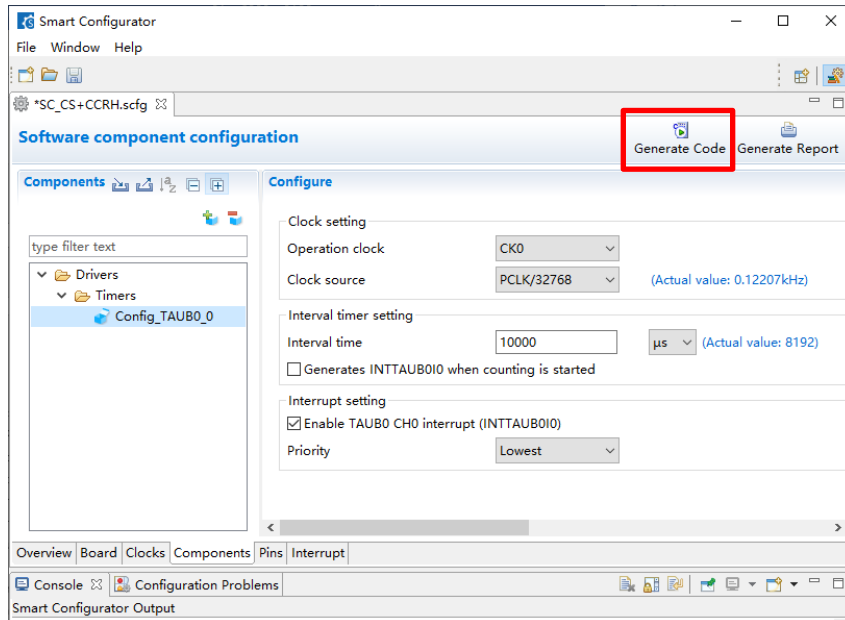 Smart Configurator
File Window Help
*SC_CS+CCRH.scfg
Software component configuration
Generate Code Generate Report
Components
Configure
type filter text
Drivers
Timers
Config_TAUB0_0
Clock setting
Operation clock CK0
Clock source PCLK/32768 (Actual value: 0.12207kHz)
Interval timer setting
Interval time 10000 μs (Actual value: 8192)
Generates INTTAUB0I0 when counting is started
Interrupt setting
Enable TAUB0 CH0 interrupt (INTTAUB0I0)
Priority Lowest
Overview Board Clocks Components Pins Interrupt
Console Configuration Problems
Smart Configurator Output